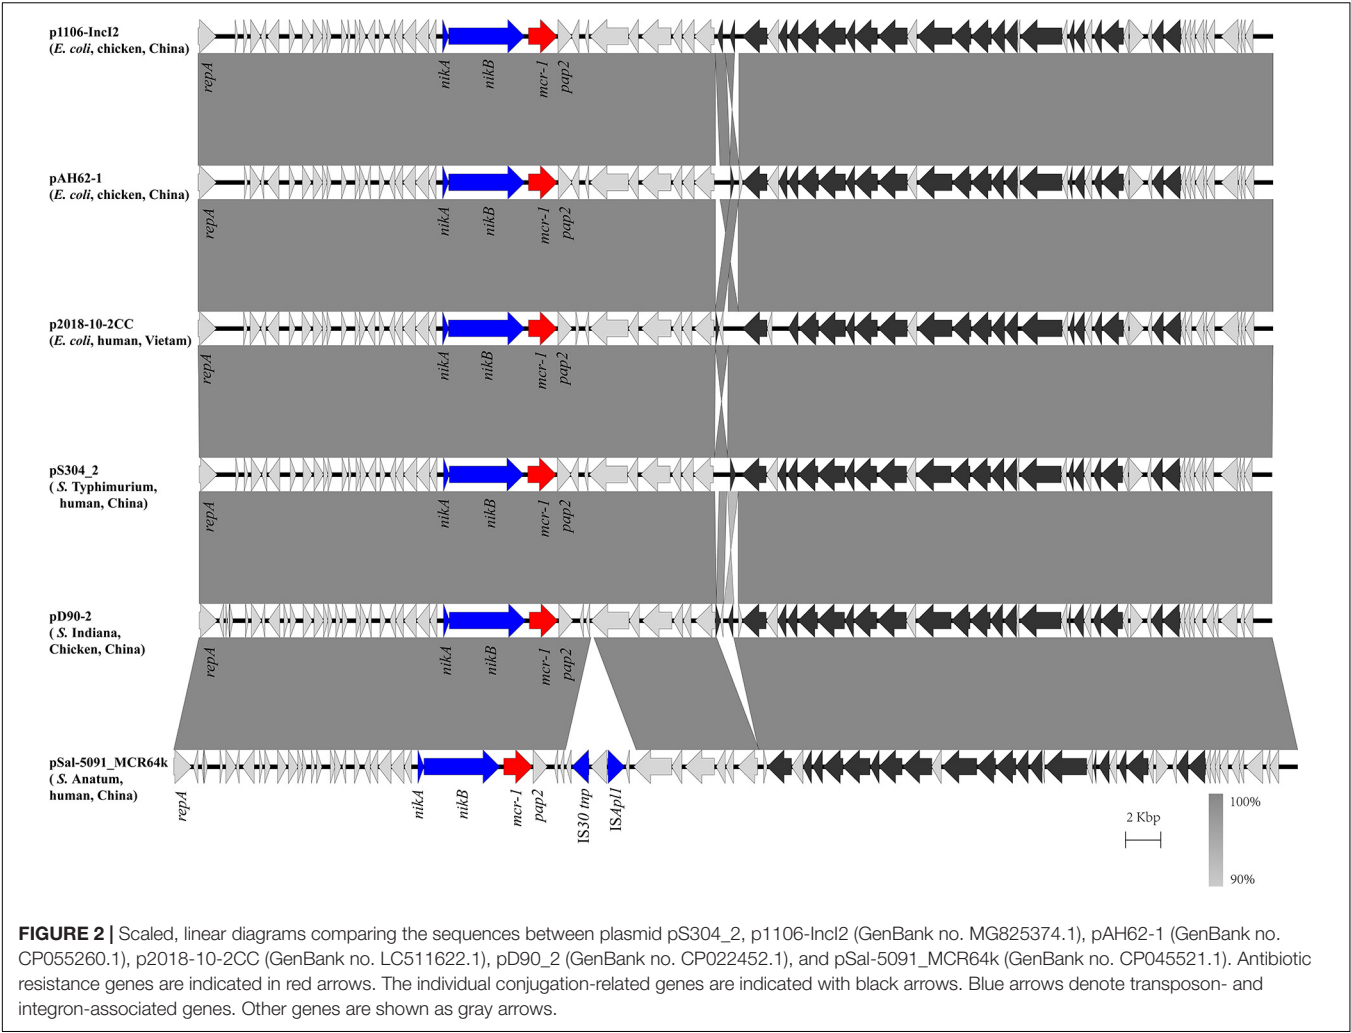 p1106-IncI2
(E. coli, chicken, China)
repA
nikA
nikB
mcr-1
pap2
pAH62-1
(E. coli, chicken, China)
repA
nikA
nikB
mcr-1
pap2
p2018-10-2CC
(E. coli, human, Vietam)
repA
nikA
nikB
mcr-1
pap2
pS304_2
( S. Typhimurium,
human, China)
repA
nikA
nikB
mcr-1
pap2
pD90-2
( S. Indiana,
Chicken, China)
repA
nikA
nikB
mcr-1
pap2
pSal-5091_MCR64k
( S. Anatum,
human, China)
repA
nikA
nikB
mcr-1
pap2
IS30 tnp
ISApl1
2 Kbp
100%
90%
FIGURE 2 | Scaled, linear diagrams comparing the sequences between plasmid pS304_2, p1106-IncI2 (GenBank no. MG825374.1), pAH62-1 (GenBank no.
CP055260.1), p2018-10-2CC (GenBank no. LC511622.1), pD90_2 (GenBank no. CP022452.1), and pSal-5091_MCR64k (GenBank no. CP045521.1). Antibiotic
resistance genes are indicated in red arrows. The individual conjugation-related genes are indicated with black arrows. Blue arrows denote transposon- and
integron-associated genes. Other genes are shown as gray arrows.